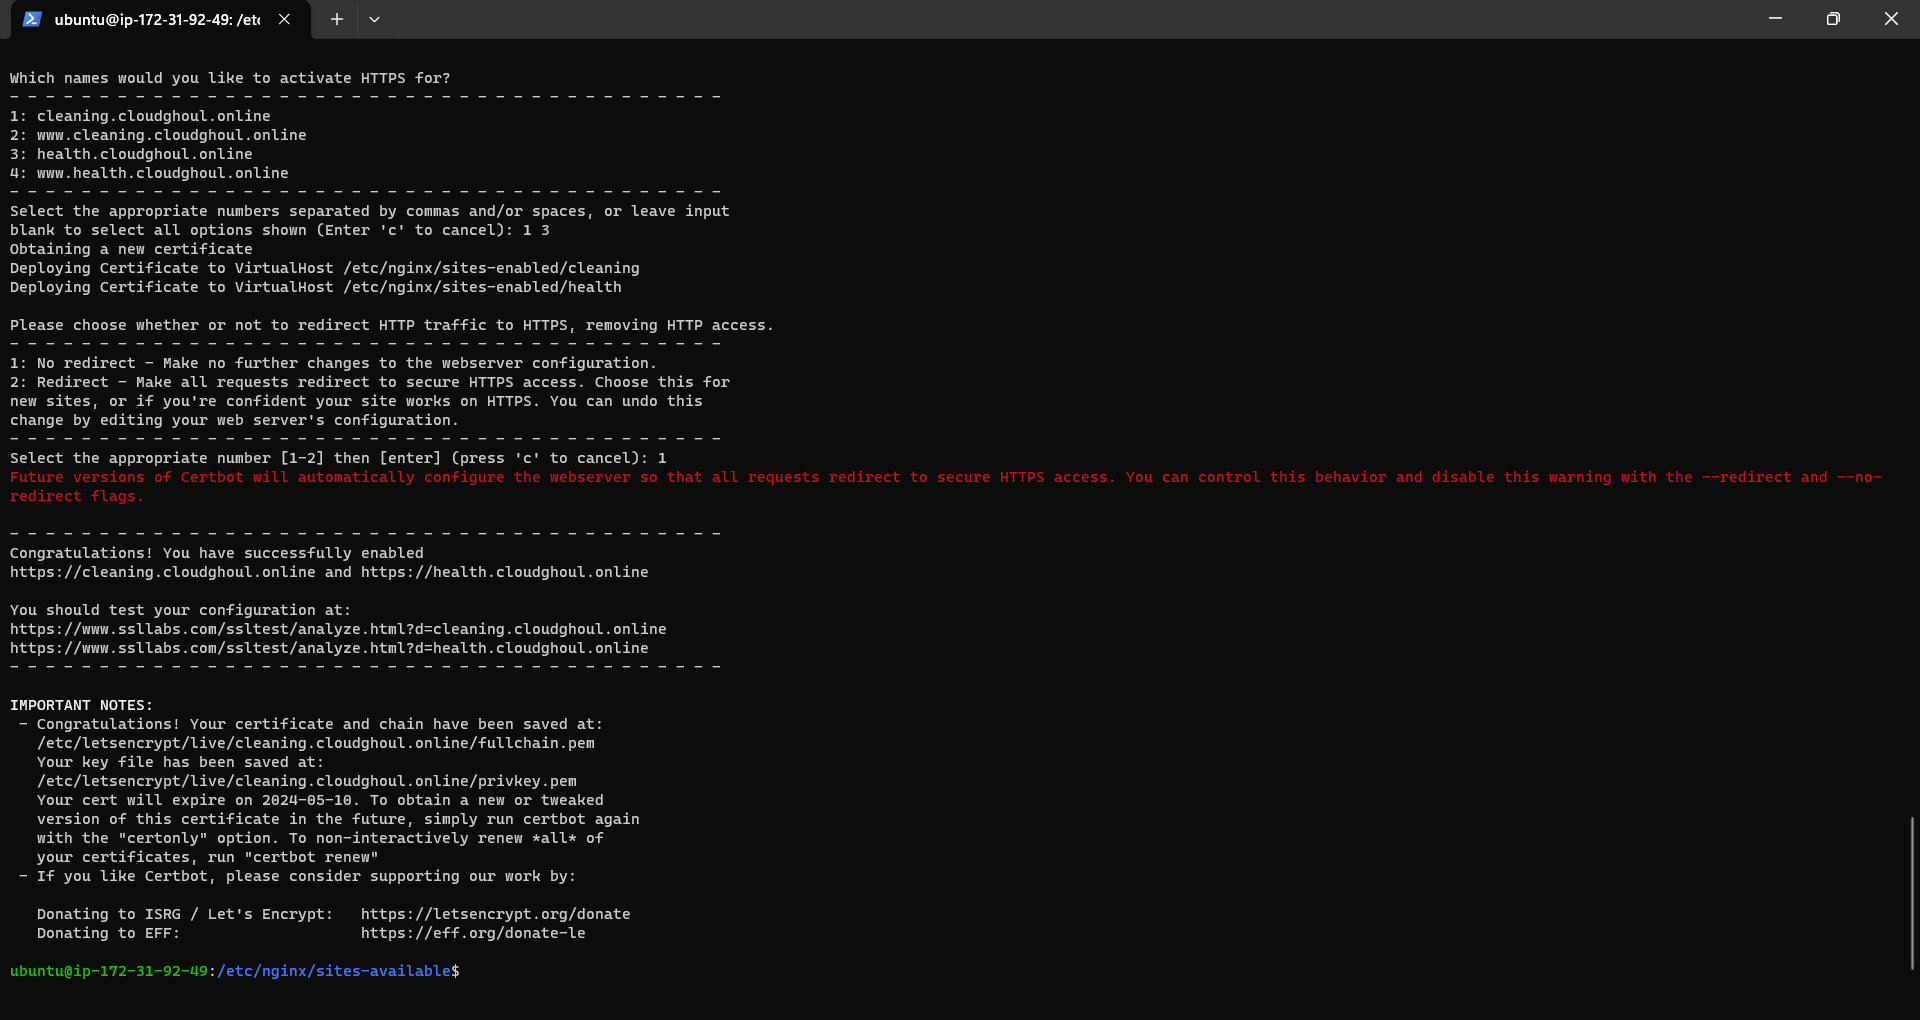 ubuntu@ip-172-31-92-49: /etc
Which names would you like to activate HTTPS for?
- - - - - - - - - - - - - - - - - - - - - - - - - - - - - - - - - - - - - - - -
1: cleaning.cloudghoul.online
2: www.cleaning.cloudghoul.online
3: health.cloudghoul.online
4: www.health.cloudghoul.online
- - - - - - - - - - - - - - - - - - - - - - - - - - - - - - - - - - - - - - - -
Select the appropriate numbers separated by commas and/or spaces, or leave input
blank to select all options shown (Enter 'c' to cancel): 1 3
Obtaining a new certificate
Deploying Certificate to VirtualHost /etc/nginx/sites-enabled/cleaning
Deploying Certificate to VirtualHost /etc/nginx/sites-enabled/health
Please choose whether or not to redirect HTTP traffic to HTTPS, removing HTTP access.
- - - - - - - - - - - - - - - - - - - - - - - - - - - - - - - - - - - - - - - -
1: No redirect - Make no further changes to the webserver configuration.
2: Redirect - Make all requests redirect to secure HTTPS access. Choose this for
new sites, or if you're confident your site works on HTTPS. You can undo this
change by editing your web server's configuration.
- - - - - - - - - - - - - - - - - - - - - - - - - - - - - - - - - - - - - - - -
Select the appropriate number [1-2] then [enter] (press 'c' to cancel): 1
Future versions of Certbot will automatically configure the webserver so that all requests redirect to secure HTTPS access. You can control this behavior and disable this warning with the --redirect and --no-
redirect flags.
- - - - - - - - - - - - - - - - - - - - - - - - - - - - - - - - - - - - - - - -
Congratulations! You have successfully enabled
https://cleaning.cloudghoul.online and https://health.cloudghoul.online
You should test your configuration at:
https://www.ssllabs.com/ssltest/analyze.html?d=cleaning.cloudghoul.online
https://www.ssllabs.com/ssltest/analyze.html?d=health.cloudghoul.online
- - - - - - - - - - - - - - - - - - - - - - - - - - - - - - - - - - - - - - - -
IMPORTANT NOTES:
- Congratulations! Your certificate and chain have been saved at:
/etc/letsencrypt/live/cleaning.cloudghoul.online/fullchain.pem
Your key file has been saved at:
/etc/letsencrypt/live/cleaning.cloudghoul.online/privkey.pem
Your cert will expire on 2024-05-10. To obtain a new or tweaked
version of this certificate in the future, simply run certbot again
with the "certonly" option. To non-interactively renew *all* of
your certificates, run "certbot renew"
- If you like Certbot, please consider supporting our work by:
Donating to ISRG / Let's Encrypt:   https://letsencrypt.org/donate
Donating to EFF:                    https://eff.org/donate-le
ubuntu@ip-172-31-92-49:/etc/nginx/sites-available$